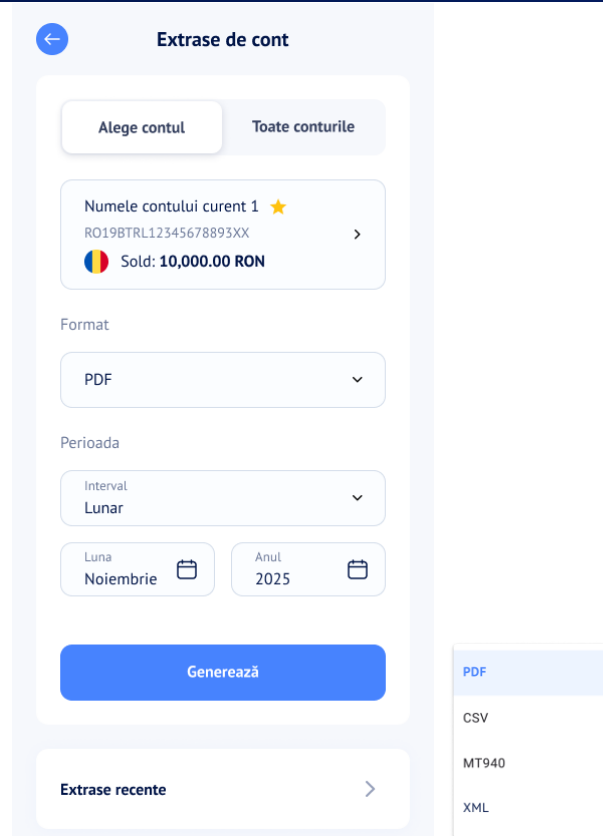 Extrase de cont
Alege contul
Toate conturile
Numele contului curent 1
RO19BTRL12345678893XX
Sold: 10,000.00 RON
Format
PDF
Perioada
Interval
Lunar
Luna
Noiembrie
Anul
2025
Generează
Extrase recente
PDF
CSV
MT940
XML